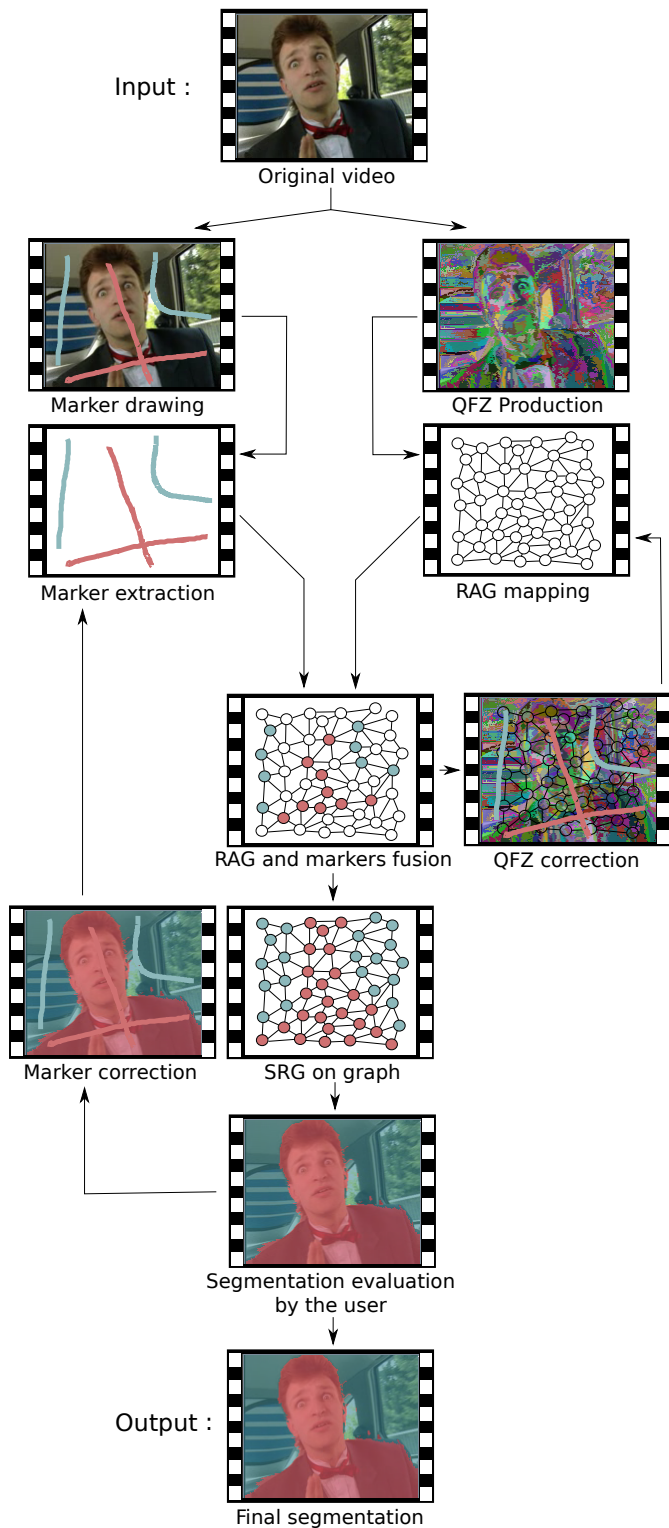 Input :
Original video
Marker drawing
QFZ Production
Marker extraction
RAG mapping
RAG and markers fusion
QFZ correction
Marker correction
SRG on graph
Segmentation evaluation
by the user
Output :
Final segmentation